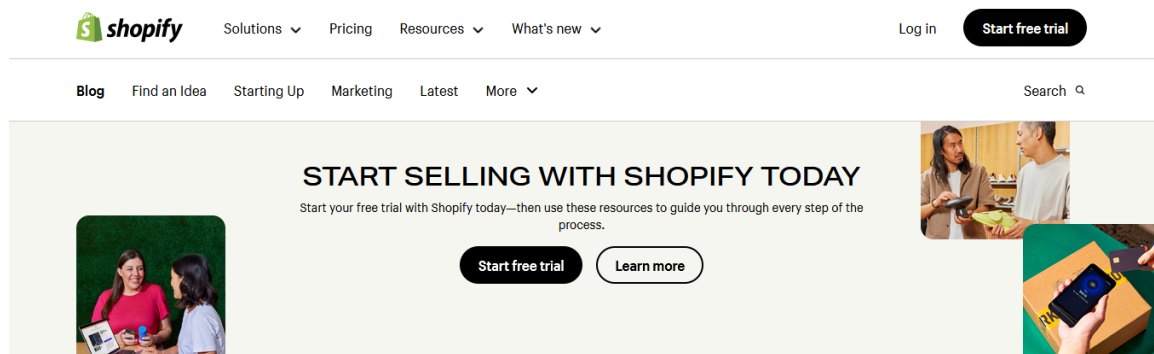 shopify
Solutions
Pricing
Resources
What's new
Log in
Start free trial
Blog
Find an Idea
Starting Up
Marketing
Latest
More
Search
START SELLING WITH SHOPIFY TODAY
Start your free trial with Shopify today—then use these resources to guide you through every step of the
process.
Start free trial
Learn more